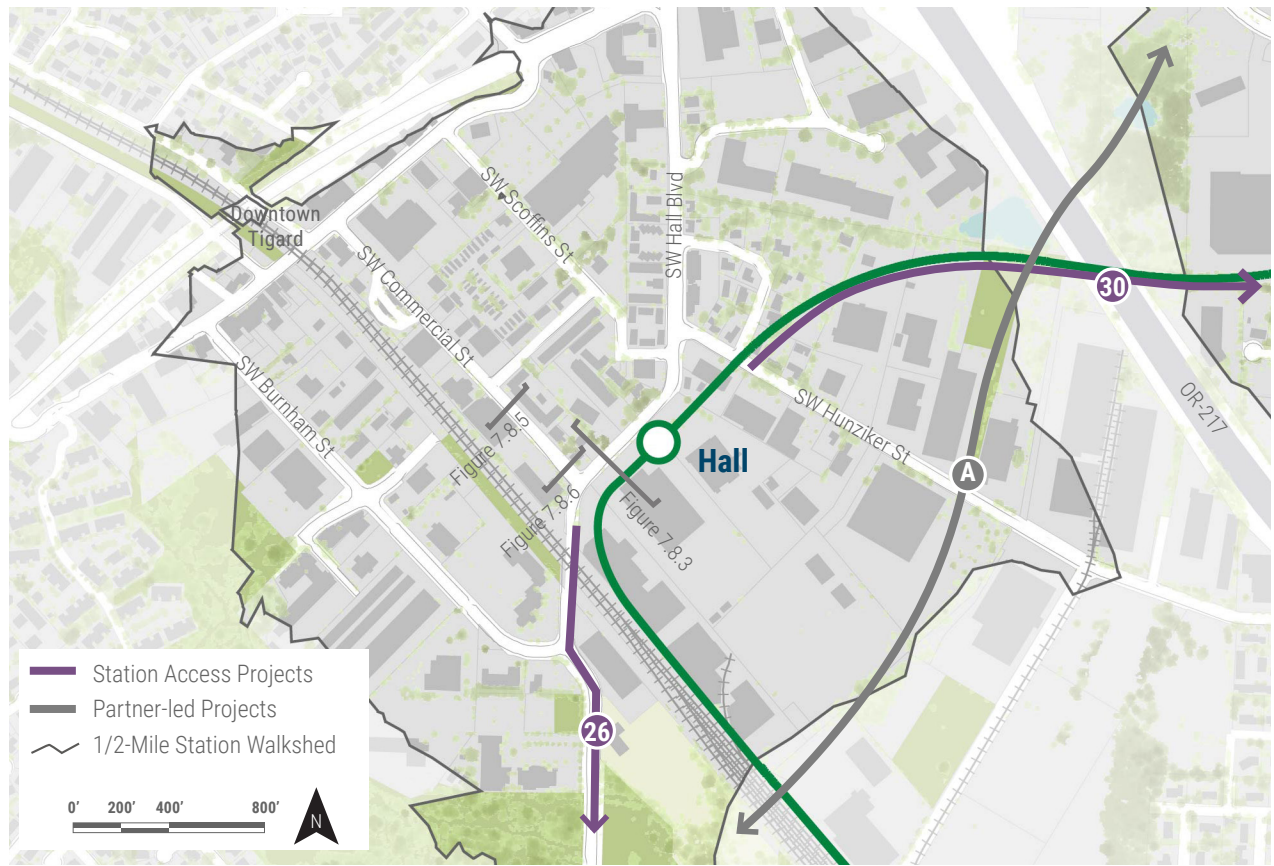 Downtown
Tigard
SW Scoffins St
SW Hall Blvd
SW Commercial St
SW Burnham St
30
OR-217
SW Hunziker St
Hall
A
Figure 7.8.5
Figure 7.8.6
Figure 7.8.3
26
Station Access Projects
Partner-led Projects
1/2-Mile Station Walkshed
0' 200' 400' 800'
N